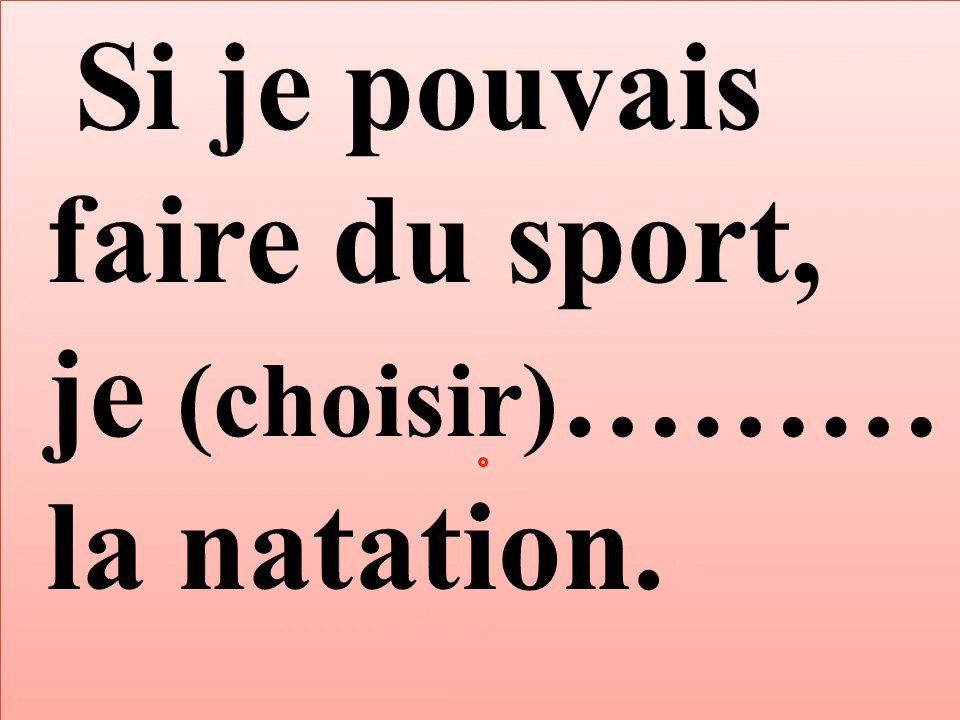 Si je pouvais
faire du sport,
je (choisir)……….
la natation.